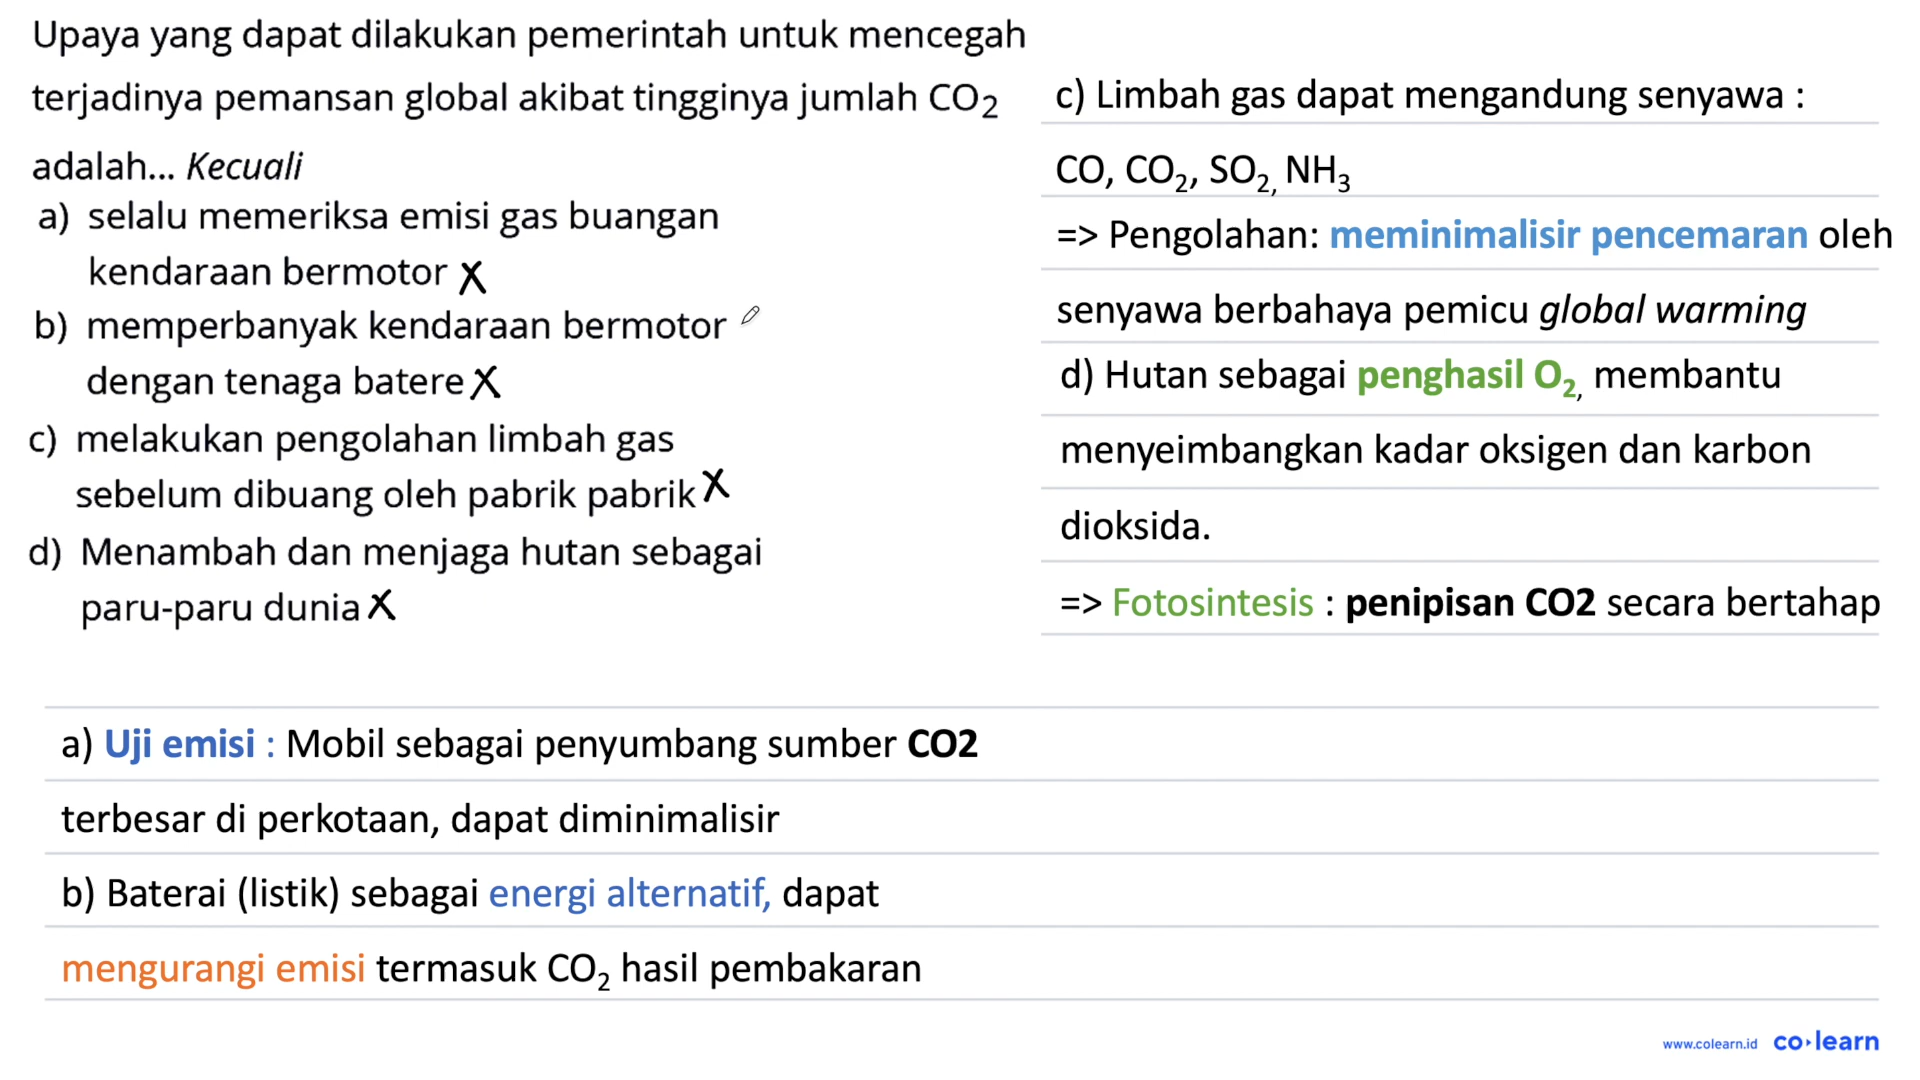 Upaya yang dapat dilakukan pemerintah untuk mencegah
terjadinya pemansan global akibat tingginya jumlah CO₂
adalah... Kecuali
a) selalu memeriksa emisi gas buangan
kendaraan bermotor X
b) memperbanyak kendaraan bermotor
dengan tenaga batere X
c) melakukan pengolahan limbah gas
sebelum dibuang oleh pabrik pabrik X
d) Menambah dan menjaga hutan sebagai
paru-paru dunia X
c) Limbah gas dapat mengandung senyawa :
CO, CO₂, SO₂, NH₃
=> Pengolahan: meminimalisir pencemaran oleh
senyawa berbahaya pemicu global warming
d) Hutan sebagai penghasil O₂, membantu
menyeimbangkan kadar oksigen dan karbon
dioksida.
=> Fotosintesis : penipisan CO2 secara bertahap
a) Uji emisi : Mobil sebagai penyumbang sumber CO2
terbesar di perkotaan, dapat diminimalisir
b) Baterai (listik) sebagai energi alternatif, dapat
mengurangi emisi termasuk CO₂ hasil pembakaran
www.colearn.id co learn